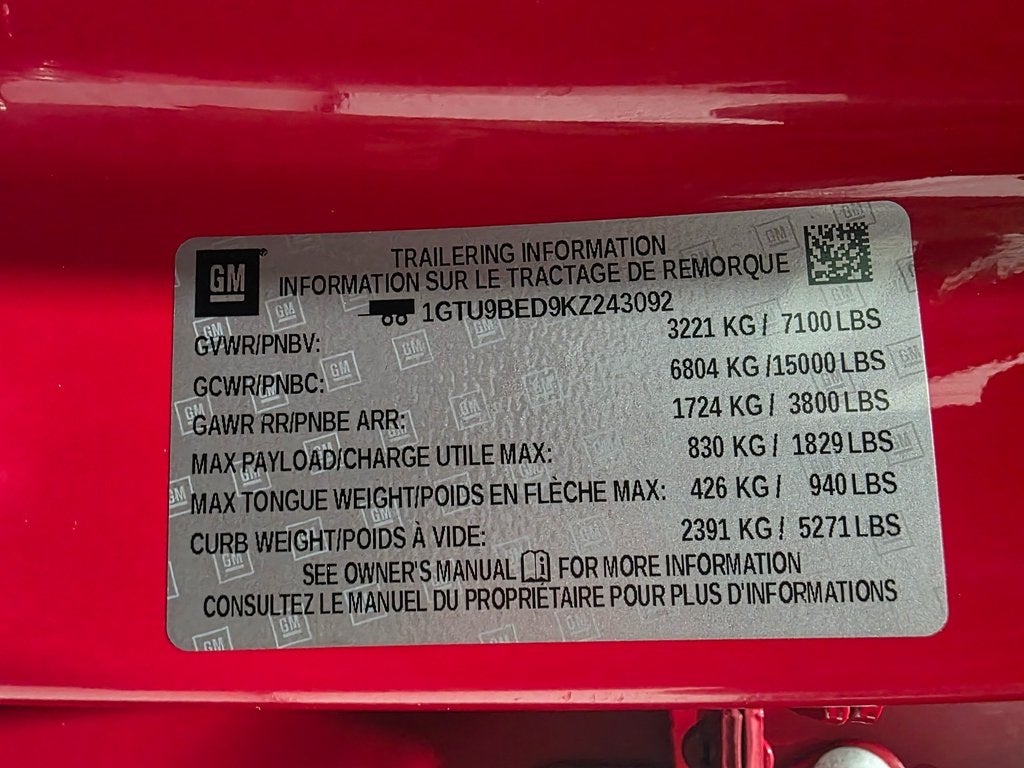 GM
TRAILERING INFORMATION
INFORMATION SUR LE TRACTAGE DE REMORQUE
1GTU9BED9KZ243092
GVWR/PNBV: 3221 KG / 7100 LBS
GCWR/PNBC: 6804 KG /15000 LBS
GAWR RR/PNBE ARR: 1724 KG / 3800 LBS
MAX PAYLOAD/CHARGE UTILE MAX: 830 KG / 1829 LBS
MAX TONGUE WEIGHT/POIDS EN FLÈCHE MAX: 426 KG / 940 LBS
CURB WEIGHT/POIDS À VIDE: 2391 KG / 5271 LBS
SEE OWNER'S MANUAL FOR MORE INFORMATION
CONSULTEZ LE MANUEL DU PROPRIÉTAIRE POUR PLUS D'INFORMATIONS